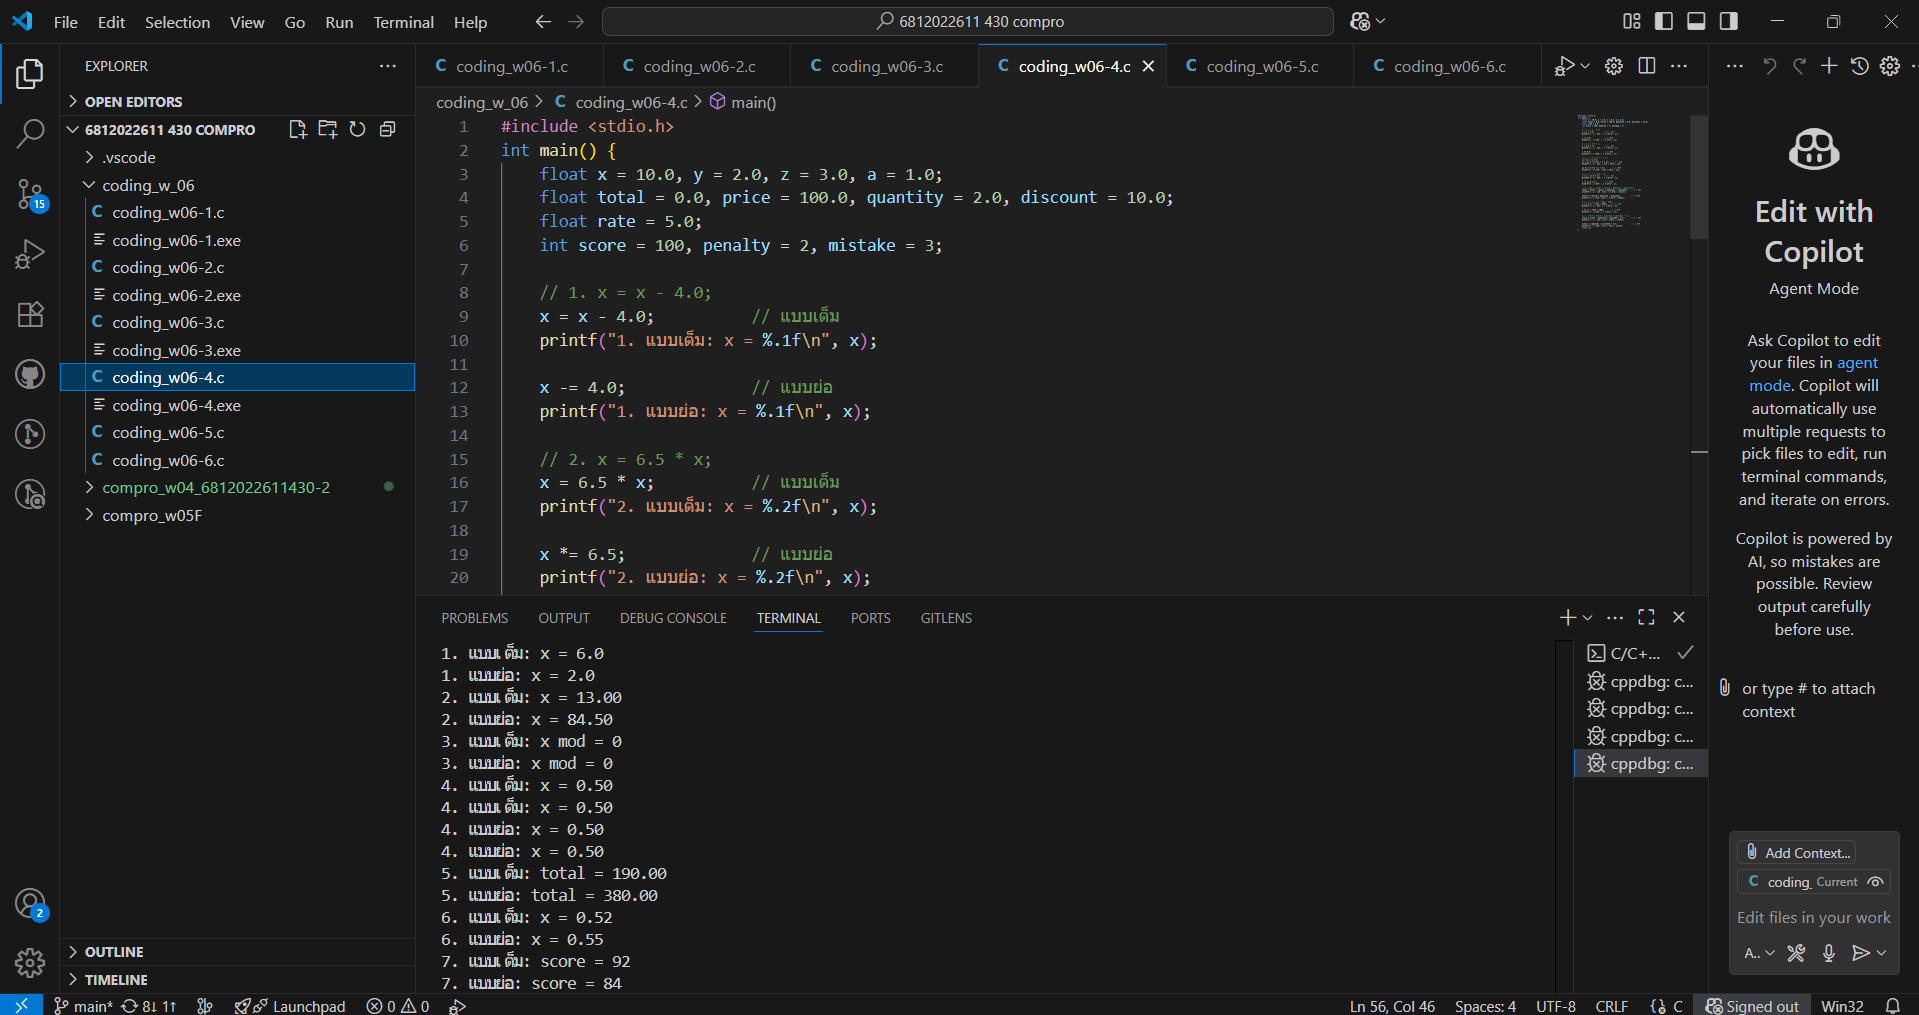 File Edit Selection View Go Run Terminal Help
6812022611 430 compro
EXPLORER
OPEN EDITORS
6812022611 430 COMPRO
.vscode
coding_w_06
coding_w06-1.c
coding_w06-1.exe
coding_w06-2.c
coding_w06-2.exe
coding_w06-3.c
coding_w06-3.exe
coding_w06-4.c
coding_w06-4.exe
coding_w06-5.c
coding_w06-6.c
compro_w04_6812022611430-2
compro_w05F
OUTLINE
TIMELINE
15
2
coding_w06-1.c coding_w06-2.c coding_w06-3.c coding_w06-4.c coding_w06-5.c coding_w06-6.c
coding_w_06 > C coding_w06-4.c > main()
1 #include <stdio.h>
2 int main() {
3 float x = 10.0, y = 2.0, z = 3.0, a = 1.0;
4 float total = 0.0, price = 100.0, quantity = 2.0, discount = 10.0;
5 float rate = 5.0;
6 int score = 100, penalty = 2, mistake = 3;
7
8 // 1. x = x - 4.0;
9 x = x - 4.0; // แบบเต็ม
10 printf("1. แบบเต็ม: x = %.1f\n", x);
11
12 x -= 4.0; // แบบย่อ
13 printf("1. แบบย่อ: x = %.1f\n", x);
14
15 // 2. x = 6.5 * x;
16 x = 6.5 * x; // แบบเต็ม
17 printf("2. แบบเต็ม: x = %.2f\n", x);
18
19 x *= 6.5; // แบบย่อ
20 printf("2. แบบย่อ: x = %.2f\n", x);
PROBLEMS OUTPUT DEBUG CONSOLE TERMINAL PORTS GITLENS
1. แบบเต็ม: x = 6.0
1. แบบย่อ: x = 2.0
2. แบบเต็ม: x = 13.00
2. แบบย่อ: x = 84.50
3. แบบเต็ม: x mod = 0
3. แบบย่อ: x mod = 0
4. แบบเต็ม: x = 0.50
4. แบบเต็ม: x = 0.50
4. แบบย่อ: x = 0.50
4. แบบย่อ: x = 0.50
5. แบบเต็ม: total = 190.00
5. แบบย่อ: total = 380.00
6. แบบเต็ม: x = 0.52
6. แบบย่อ: x = 0.55
7. แบบเต็ม: score = 92
7. แบบย่อ: score = 84
C/C+...
cppdbg: c...
cppdbg: c...
cppdbg: c...
cppdbg: c...
Edit with
Copilot
Agent Mode
Ask Copilot to edit
your files in agent
mode. Copilot will
automatically use
multiple requests to
pick files to edit, run
terminal commands,
and iterate on errors.
Copilot is powered by
AI, so mistakes are
possible. Review
output carefully
before use.
or type # to attach
context
Add Context...
C coding. Current
Edit files in your work
A..
main* 8↓ 1↑ Launchpad 0 0 Ln 56, Col 46 Spaces: 4 UTF-8 CRLF {} C Signed out Win32